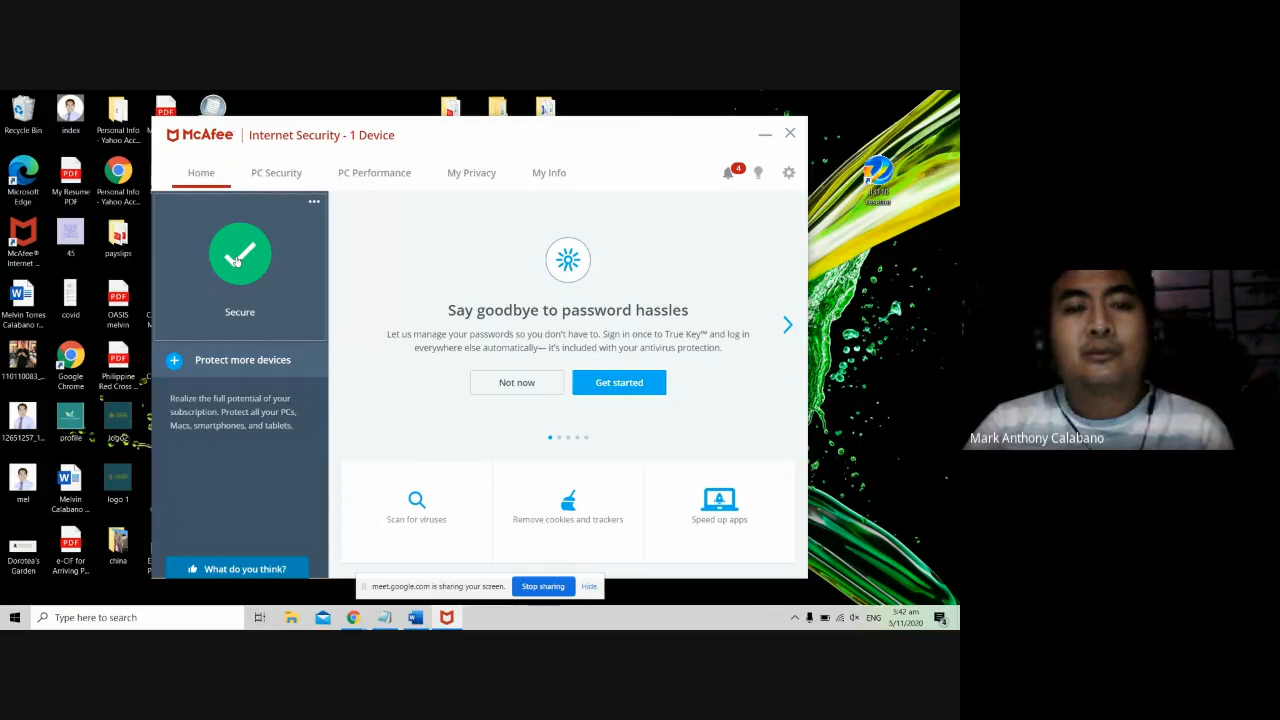 McAfee | Internet Security - 1 Device
Home
PC Security
PC Performance
My Privacy
My Info
4
Secure
Protect more devices
Realize the full potential of your
subscription. Protect all your PCs,
Macs, smartphones, and tablets.
What do you think?
Say goodbye to password hassles
Let us manage your passwords so you don't have to. Sign in once to True Key™ and log in
everywhere else automatically— it's included with your antivirus protection.
Not now
Get started
Scan for viruses
Remove cookies and trackers
Speed up apps
meet.google.com is sharing your screen.
Stop sharing
Hide
Recycle Bin
index
Personal Info
- Yahoo Acc...
Microsoft
Edge
My Resume
PDF
Personal Info
- Yahoo Acc...
McAfee®
Internet ...
45
payslips
Melvin Torres
Calabano r...
covid
OASIS
melvin
110110083_...
Google
Chrome
Philippine
Red Cross ...
12651257_1...
profile
logo2
mel
Melvin
Calabano ...
logo 1
Dorotea's
Garden
e-CIF for
Arriving P...
china
resetter
Type here to search
ENG
5:42 am
5/11/2020
4
Mark Anthony Calabano